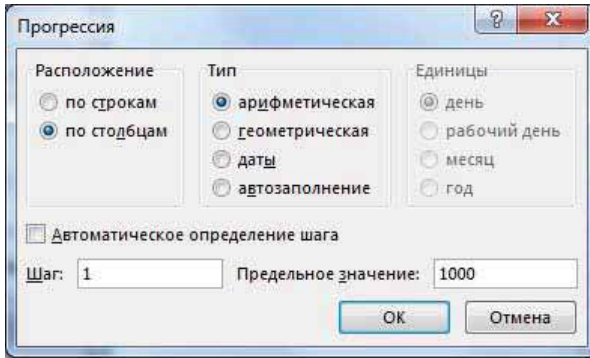 Прогрессия
Расположение
по строкам
по столбцам
Тип
арифметическая
геометрическая
даты
автозаполнение
Единицы
день
рабочий день
месяц
год
Автоматическое определение шага
Шаг: 1 Предельное значение: 1000
ОК Отмена